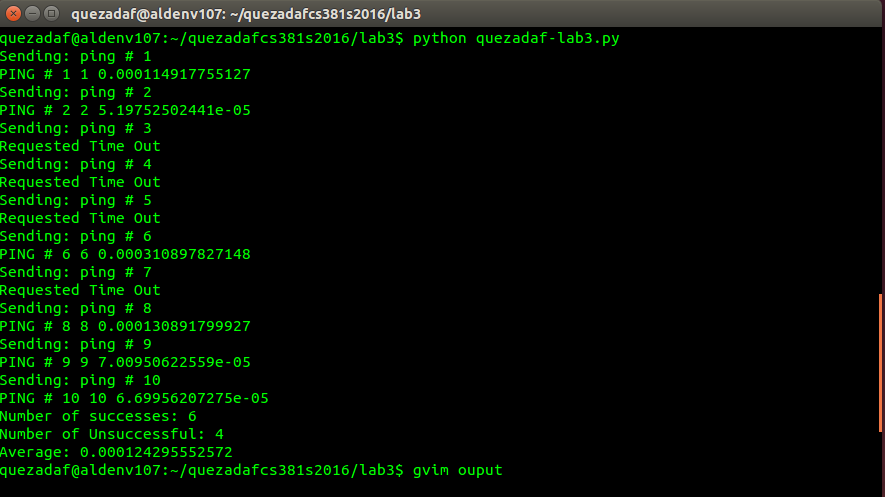 quezadaf@aldenv107: ~/quezadafcs381s2016/lab3
quezadaf@aldenv107:~/quezadafcs381s2016/lab3$ python quezadaf-lab3.py
Sending: ping # 1
PING # 1 1 0.000114917755127
Sending: ping # 2
PING # 2 2 5.19752502441e-05
Sending: ping # 3
Requested Time Out
Sending: ping # 4
Requested Time Out
Sending: ping # 5
Requested Time Out
Sending: ping # 6
PING # 6 6 0.000310897827148
Sending: ping # 7
Requested Time Out
Sending: ping # 8
PING # 8 8 0.000130891799927
Sending: ping # 9
PING # 9 9 7.00950622559e-05
Sending: ping # 10
PING # 10 10 6.69956207275e-05
Number of successes: 6
Number of Unsuccessful: 4
Average: 0.000124295552572
quezadaf@aldenv107:~/quezadafcs381s2016/lab3$ gvim ouput